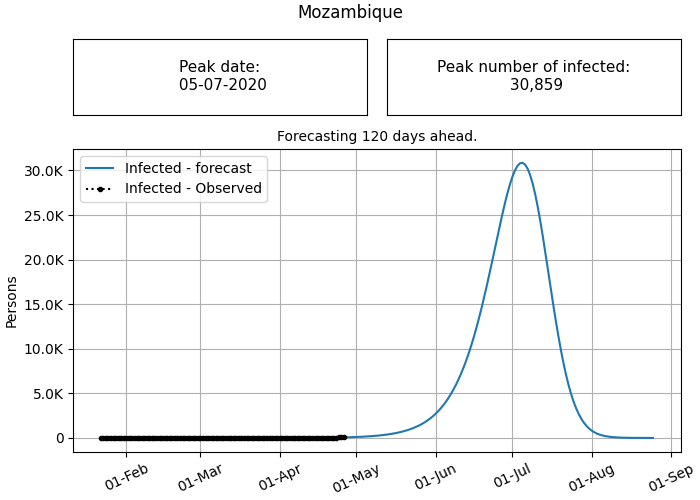 Mozambique
Peak date:
05-07-2020
Peak number of infected:
30,859
Forecasting 120 days ahead.
Infected - forecast
Infected - Observed
Persons
30.0K
25.0K
20.0K
15.0K
10.0K
5.0K
0
01-Feb
01-Mar
01-Apr
01-May
01-Jun
01-Jul
01-Aug
01-Sep